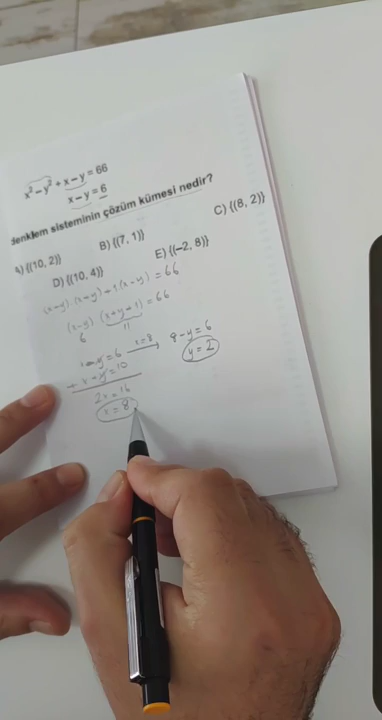 x² – y² + x – y = 66
x – y = 6
denklem sisteminin çözüm kümesi nedir?
A) {(10, 2)}
B) {(7, 1)}
C) {(8, 2)}
D) {(10, 4)}
E) {(–2, 8)}
(x-y).(x+y)+1(x-y) = 66
(x-y) (x+y+1) = 66
6 11
x-y=6 x=8 8-y=6
+ x+y=10 y=2
2x=16
x=8